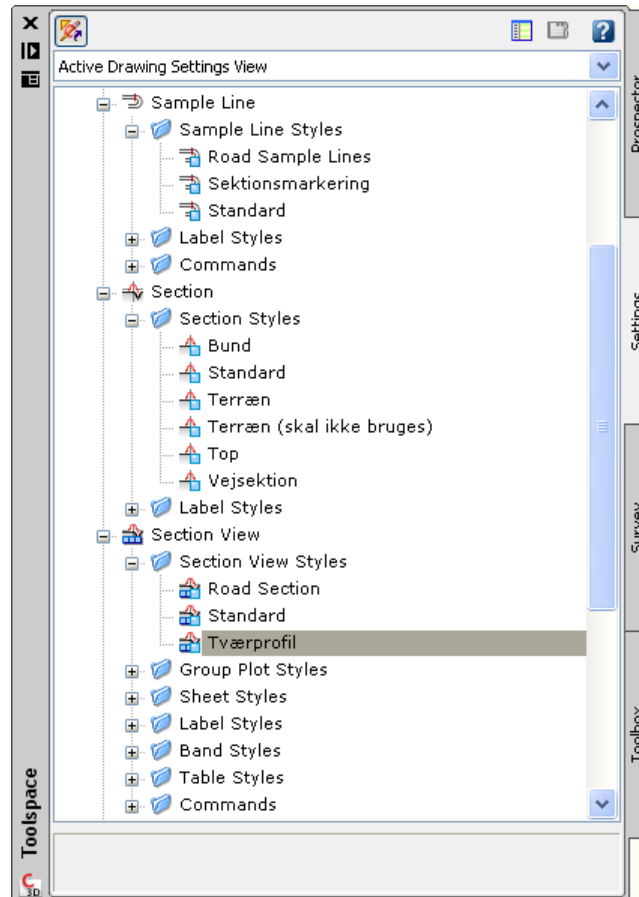 Active Drawing Settings View
Sample Line
Sample Line Styles
Road Sample Lines
Sektionsmarkering
Standard
Label Styles
Commands
Section
Section Styles
Bund
Standard
Terræn
Terræn (skal ikke bruges)
Top
Vejsektion
Label Styles
Section View
Section View Styles
Road Section
Standard
Tværprofil
Group Plot Styles
Sheet Styles
Label Styles
Band Styles
Table Styles
Commands
Prospector
Settings
Survey
Toolbox
Toolspace
C
3D